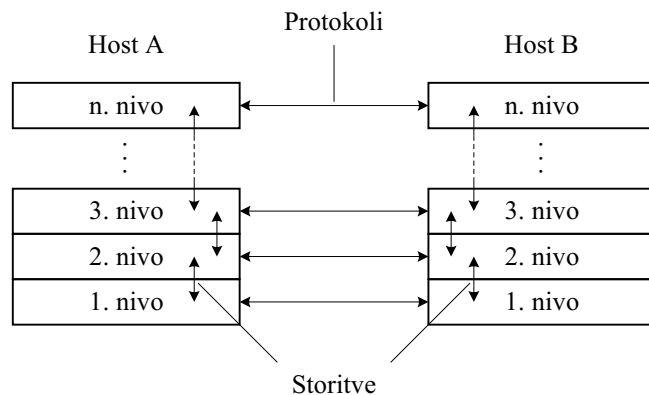 Protokoli
Host A
Host B
n. nivo
n. nivo
3. nivo
3. nivo
2. nivo
2. nivo
1. nivo
1. nivo
Storitve